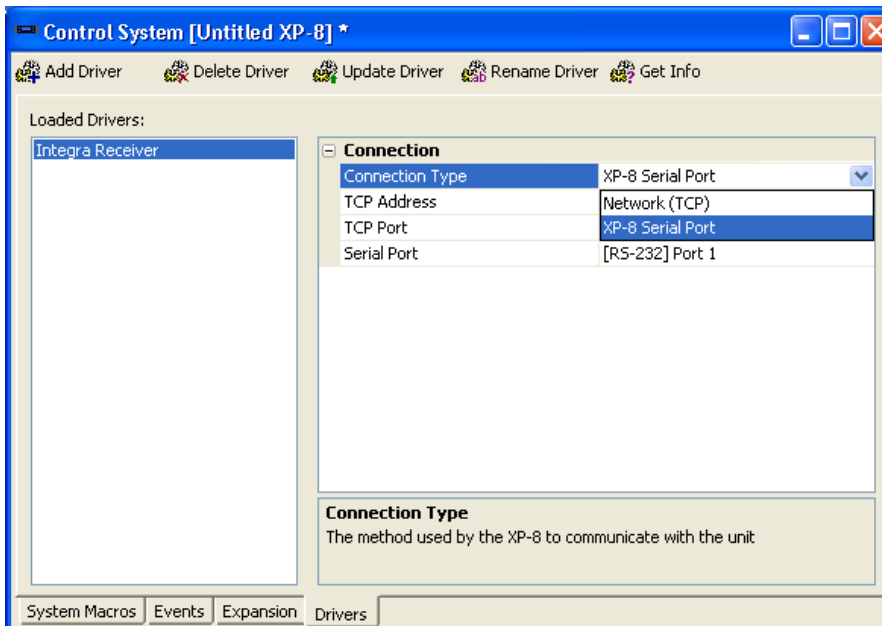 Control System [Untitled XP-8] *
Add Driver Delete Driver Update Driver Rename Driver Get Info
Loaded Drivers:
Integra Receiver
Connection
Connection Type XP-8 Serial Port
TCP Address Network (TCP)
TCP Port XP-8 Serial Port
Serial Port [RS-232] Port 1
Connection Type
The method used by the XP-8 to communicate with the unit
System Macros Events Expansion Drivers